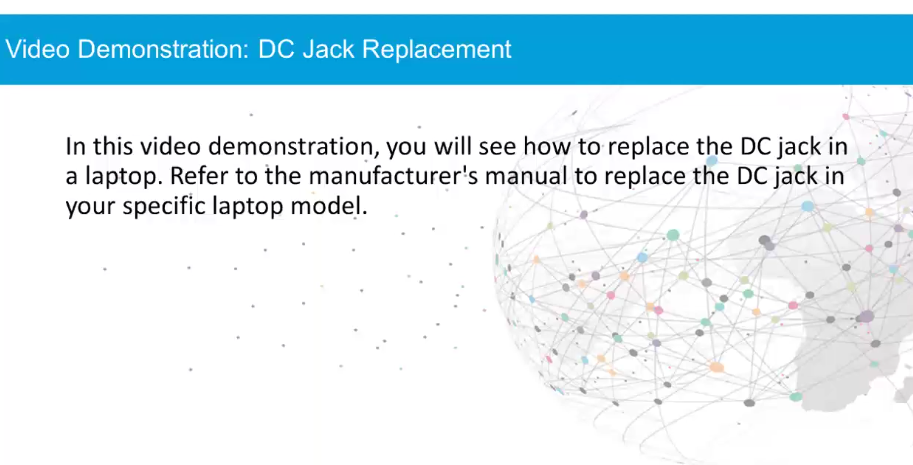 Video Demonstration: DC Jack Replacement
In this video demonstration, you will see how to replace the DC jack in
a laptop. Refer to the manufacturer's manual to replace the DC jack in
your specific laptop model.